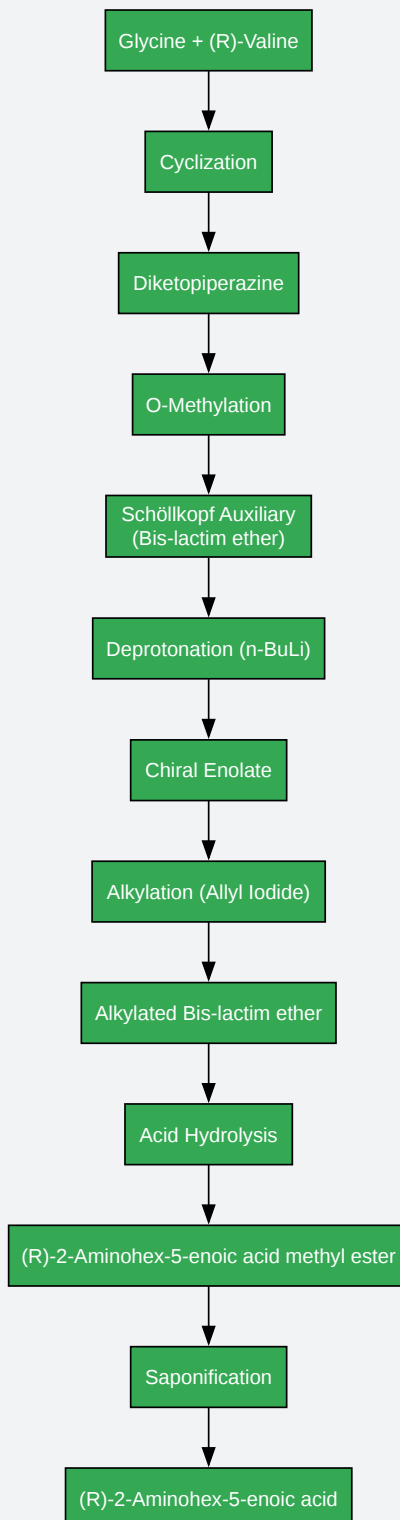 Glycine + (R)-Valine
Cyclization
Diketopiperazine
O-Methylation
Schöllkopf Auxiliary
(Bis-lactim ether)
Deprotonation (n-BuLi)
Chiral Enolate
Alkylation (Allyl Iodide)
Alkylated Bis-lactim ether
Acid Hydrolysis
(R)-2-Aminohex-5-enoic acid methyl ester
Saponification
(R)-2-Aminohex-5-enoic acid